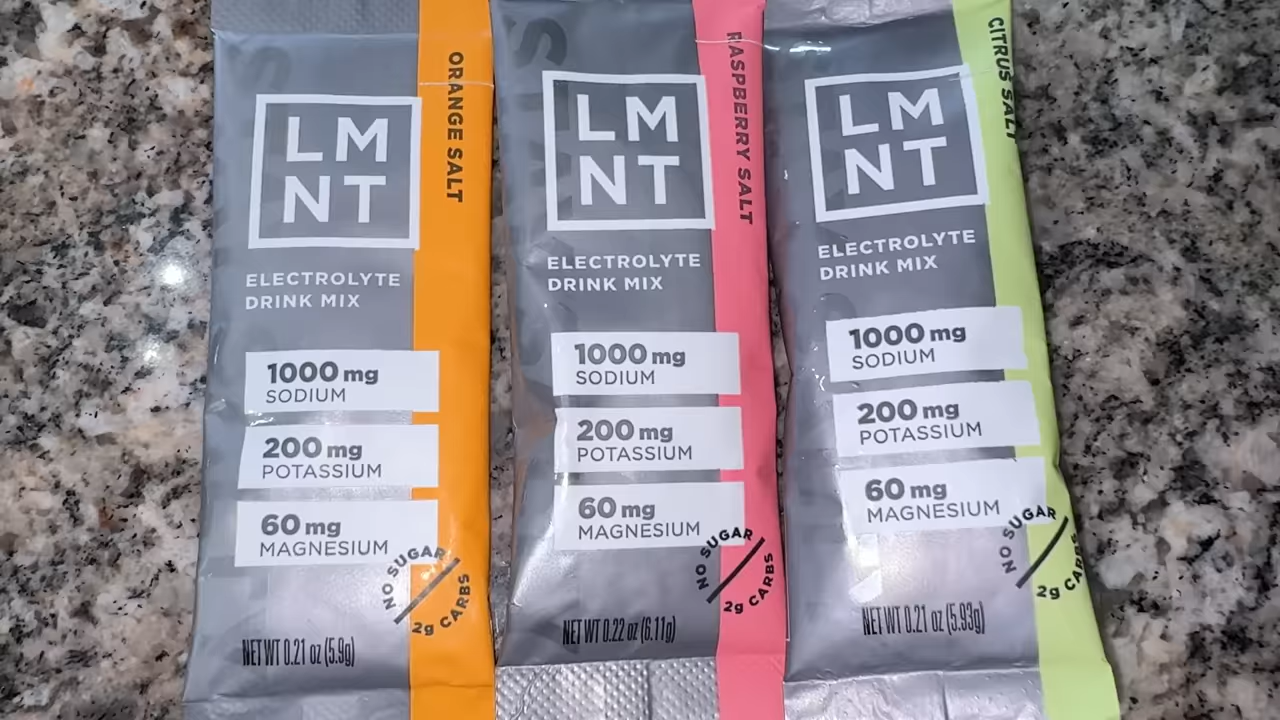 ORANGE SALT
LM
NT
ELECTROLYTE
DRINK MIX
1000 mg
SODIUM
200 mg
POTASSIUM
60 mg
MAGNESIUM
NO SUGAR
2g CARBS
NET WT 0.21 oz (5.9g)
RASPBERRY SALT
LM
NT
ELECTROLYTE
DRINK MIX
1000 mg
SODIUM
200 mg
POTASSIUM
60 mg
MAGNESIUM
NO SUGAR
2g CARBS
NET WT 0.22 oz (6.11g)
CITRUS SALT
LM
NT
ELECTROLYTE
DRINK MIX
1000 mg
SODIUM
200 mg
POTASSIUM
60 mg
MAGNESIUM
NO SUGAR
2g CARBS
NET WT 0.21 oz (5.93g)